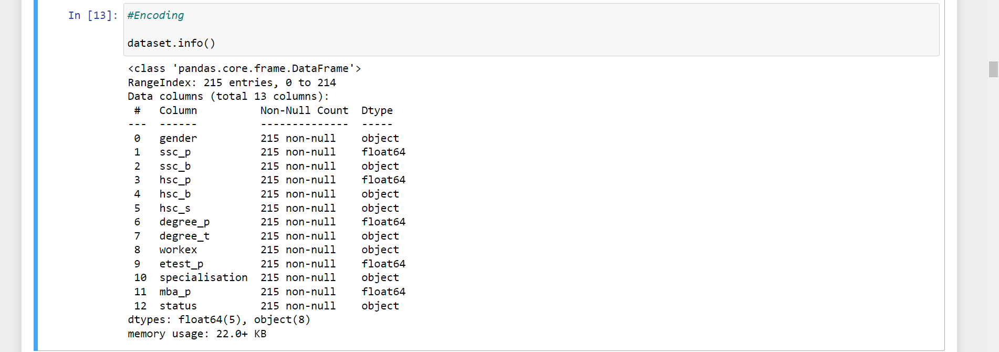 In [13]: #Encoding
dataset.info()
<class 'pandas.core.frame.DataFrame'>
RangeIndex: 215 entries, 0 to 214
Data columns (total 13 columns):
 #   Column          Non-Null Count  Dtype
---  ------          --------------  -----
 0   gender          215 non-null    object
 1   ssc_p           215 non-null    float64
 2   ssc_b           215 non-null    object
 3   hsc_p           215 non-null    float64
 4   hsc_b           215 non-null    object
 5   hsc_s           215 non-null    object
 6   degree_p        215 non-null    float64
 7   degree_t        215 non-null    object
 8   workex          215 non-null    object
 9   etest_p         215 non-null    float64
 10  specialisation  215 non-null    object
 11  mba_p           215 non-null    float64
 12  status          215 non-null    object
dtypes: float64(5), object(8)
memory usage: 22.0+ KB